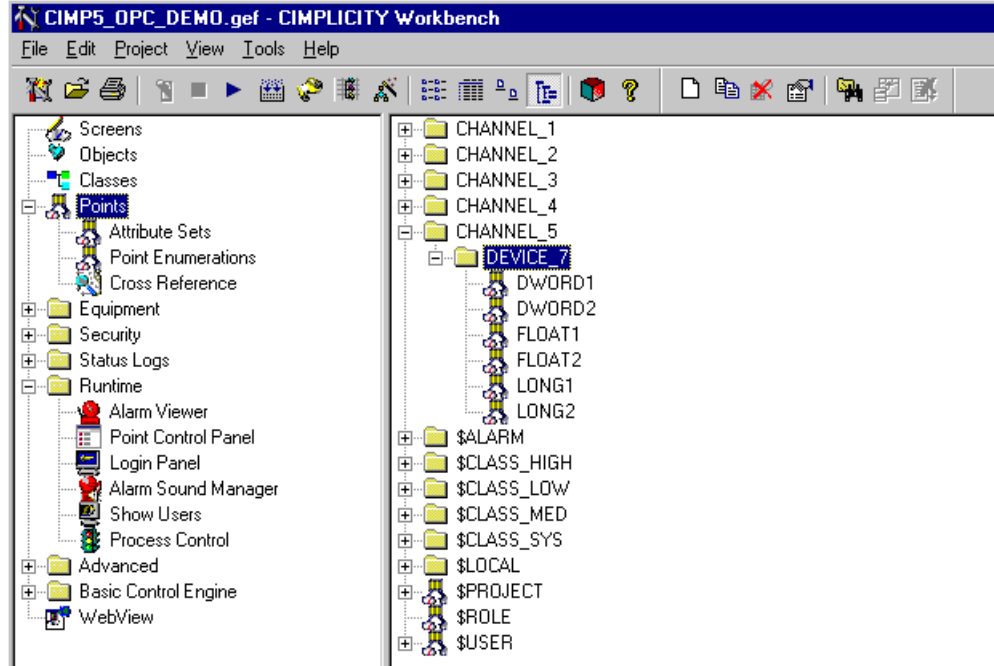 CIMP5_OPC_DEMO.gef - CIMPLICITY Workbench
File Edit Project View Tools Help
Screens
Objects
Classes
Points
Attribute Sets
Point Enumerations
Cross Reference
Equipment
Security
Status Logs
Runtime
Alarm Viewer
Point Control Panel
Login Panel
Alarm Sound Manager
Show Users
Process Control
Advanced
Basic Control Engine
WebView
CHANNEL_1
CHANNEL_2
CHANNEL_3
CHANNEL_4
CHANNEL_5
DEVICE_7
DWORD1
DWORD2
FLOAT1
FLOAT2
LONG1
LONG2
$ALARM
$CLASS_HIGH
$CLASS_LOW
$CLASS_MED
$CLASS_SYS
$LOCAL
$PROJECT
$ROLE
$USER